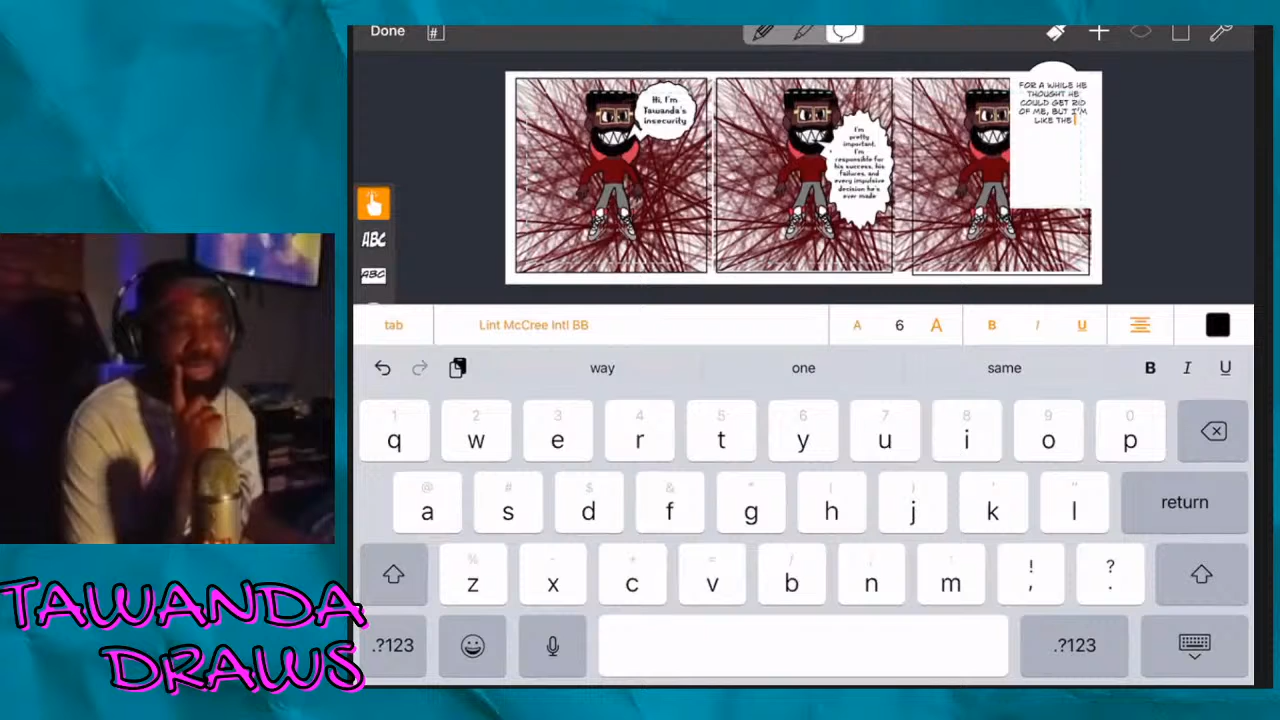 Done
#
Hi, I'm
Tawanda's
insecurity
I'm
pretty
important.
I'm
responsible for
his success, his
failures, and
every impulsive
decision he's
ever made
FOR A WHILE HE
THOUGHT HE
COULD GET RID
OF ME, BUT I'M
LIKE THE
ABC
ABC
tab
Lint McCree Intl BB
A 6 A
B I U
way one same
B I U
1 2 3 4 5 6 7 8 9 0
q w e r t y u i o p
@ # $ & * ( ) ' "
a s d f g h j k l
return
% - + = / ; : ! ?
z x c v b n m , .
.?123
.?123
TAWANDA
DRAWS